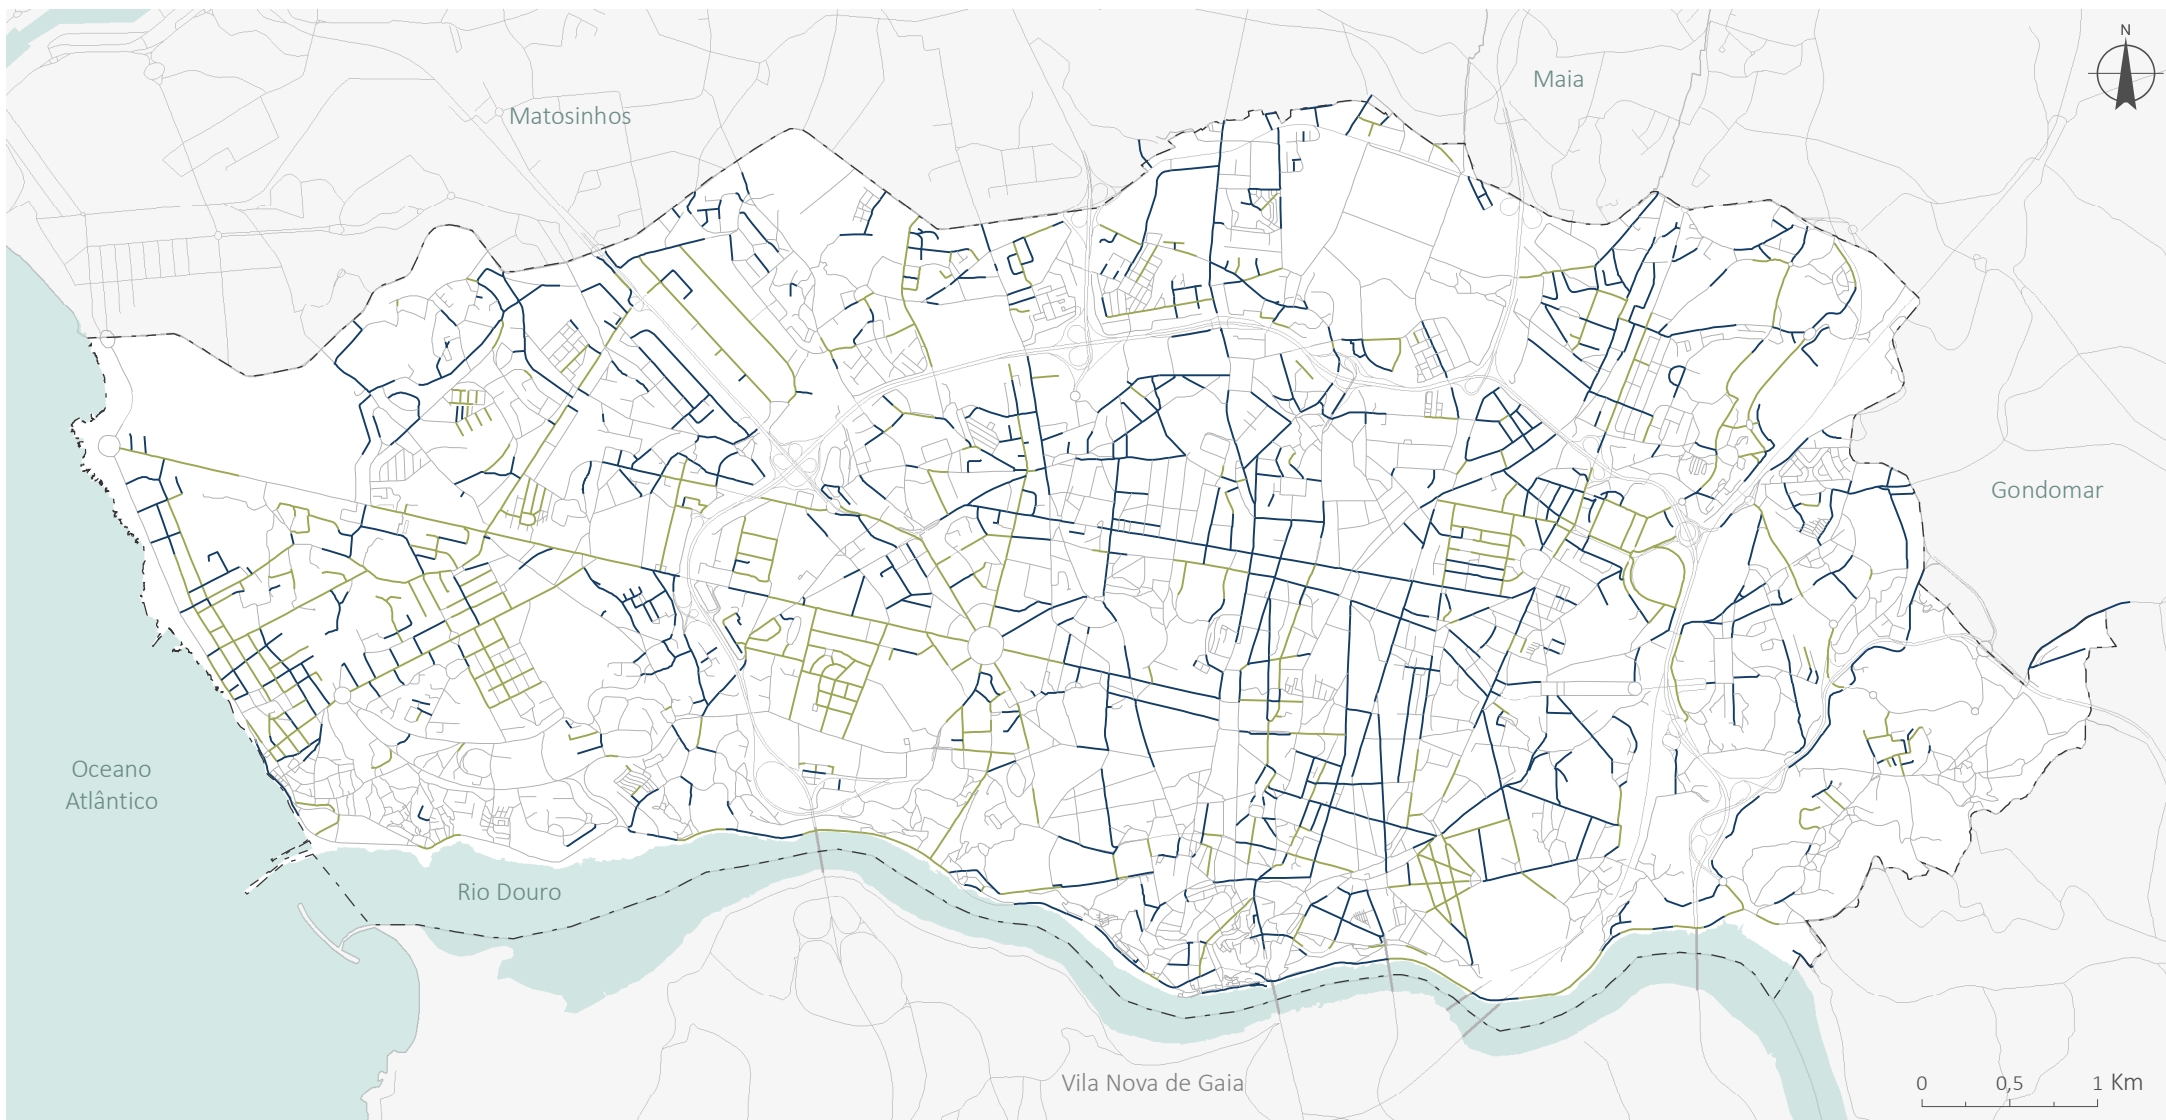 N
Maia
Matosinhos
Gondomar
Oceano
Atlântico
Rio Douro
Vila Nova de Gaia
0 0,5 1 Km